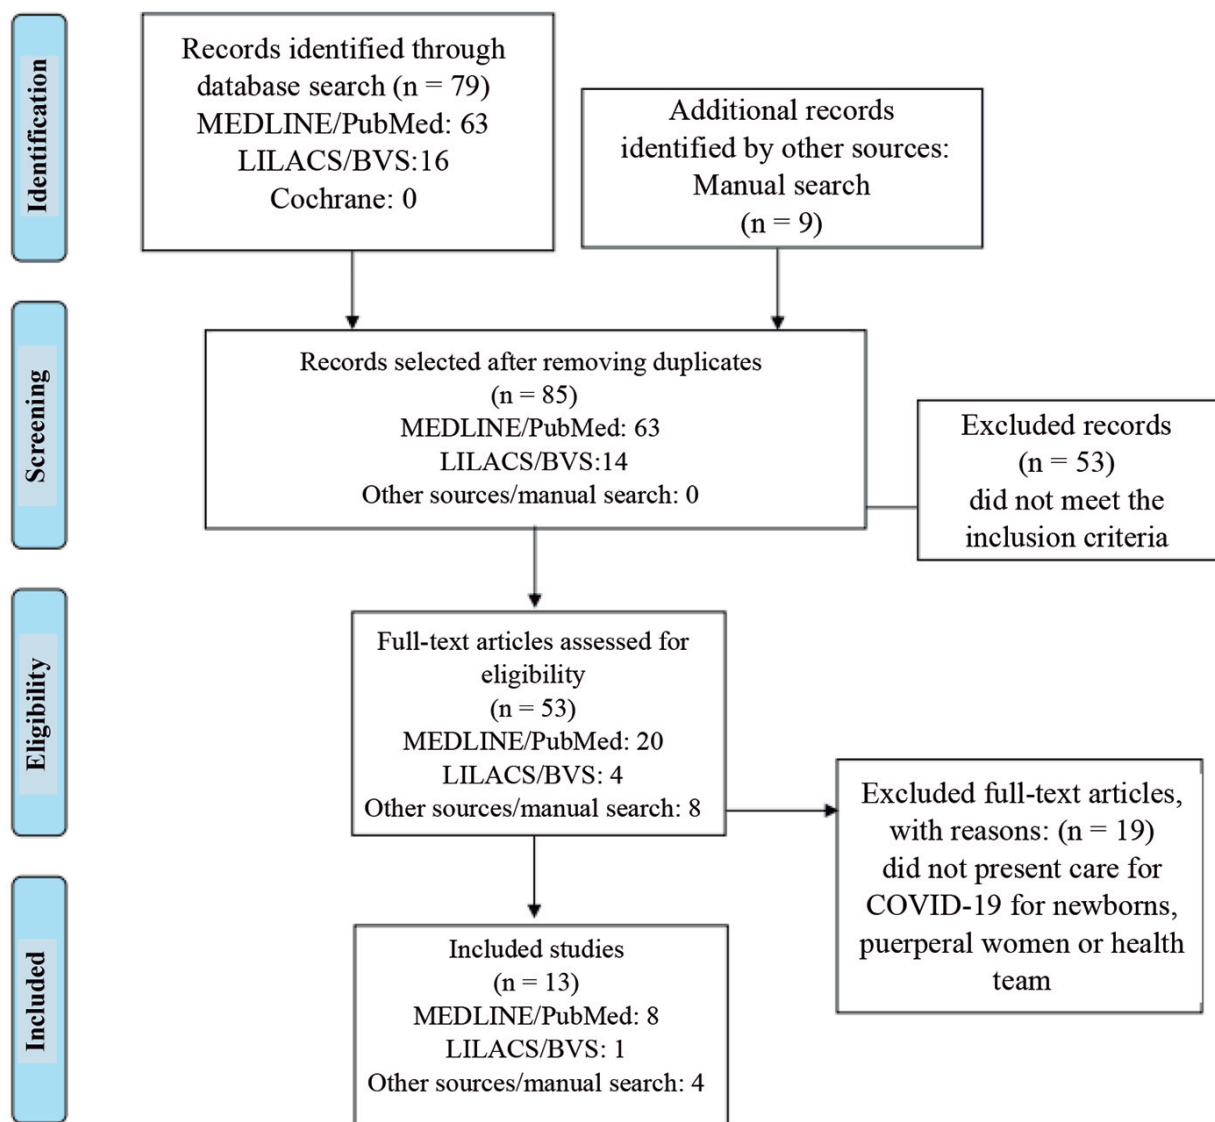 Identification
Records identified through
database search (n = 79)
MEDLINE/PubMed: 63
LILACS/BVS:16
Cochrane: 0
Additional records
identified by other sources:
Manual search
(n = 9)
Screening
Records selected after removing duplicates
(n = 85)
MEDLINE/PubMed: 63
LILACS/BVS:14
Other sources/manual search: 0
Excluded records
(n = 53)
did not meet the
inclusion criteria
Eligibility
Full-text articles assessed for
eligibility
(n = 53)
MEDLINE/PubMed: 20
LILACS/BVS: 4
Other sources/manual search: 8
Excluded full-text articles,
with reasons: (n = 19)
did not present care for
COVID-19 for newborns,
puerperal women or health
team
Included
Included studies
(n = 13)
MEDLINE/PubMed: 8
LILACS/BVS: 1
Other sources/manual search: 4